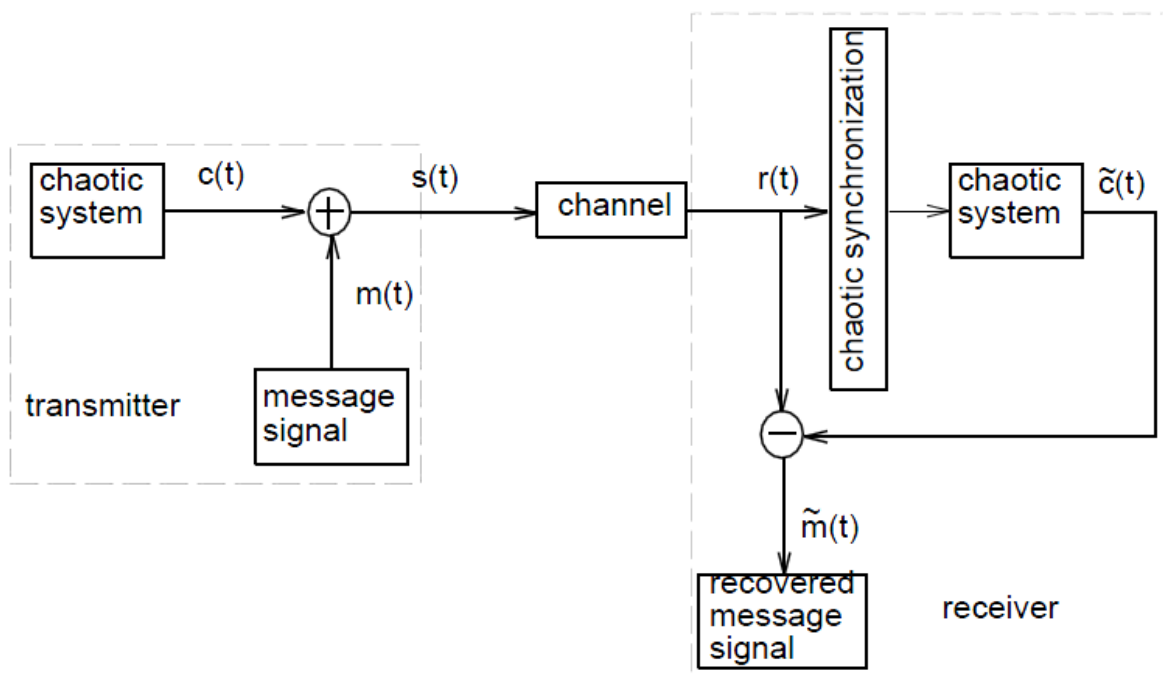 chaotic
system
c(t)
+
s(t)
m(t)
message
signal
transmitter
channel
r(t)
chaotic synchronization
chaotic
system
c̃(t)
−
m̃(t)
recovered
message
signal
receiver